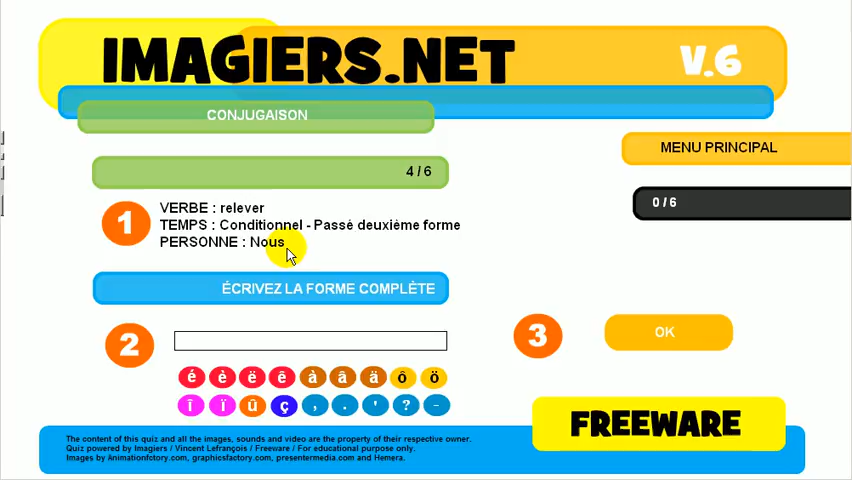 IMAGIERS.NET
V.6
CONJUGAISON
MENU PRINCIPAL
4 / 6
0 / 6
1
VERBE : relever
TEMPS : Conditionnel - Passé deuxième forme
PERSONNE : Nous
ÉCRIVEZ LA FORME COMPLÈTE
2
3
OK
é è ë ê à â ä ô ö
î ï û ç , . ' ? -
FREEWARE
The content of this quiz and all the images, sounds and video are the property of their respective owner.
Quiz powered by Imagiers / Vincent Lefrançois / Freeware / For educational purpose only.
Images by Animationfctory.com, graphicsfactory.com, presentermedia.com and Hemera.